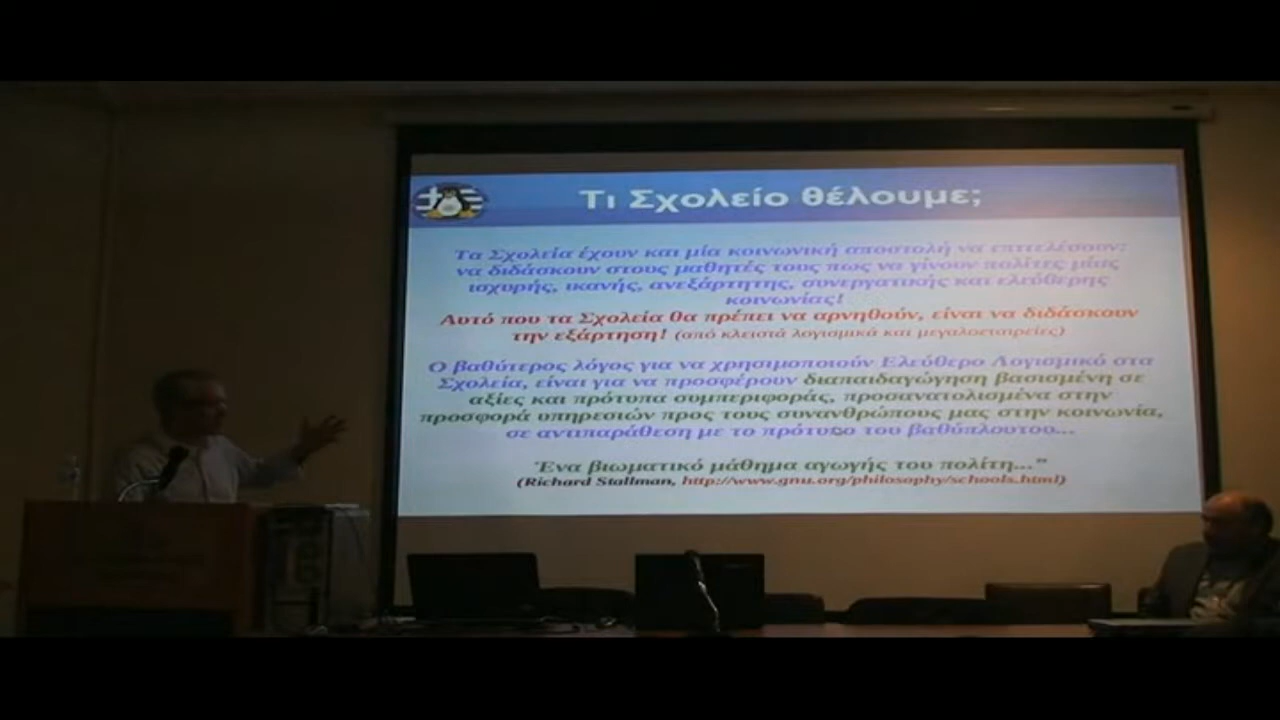 Τι Σχολείο θέλουμε;
Τα Σχολεία έχουν και μία κοινωνική αποστολή να επιτελέσουν:
να διδάσκουν στους μαθητές τους πως να γίνουν πολίτες μίας
ισχυρής, ικανής, ανεξάρτητης, συνεργατικής και ελεύθερης
κοινωνίας!
Αυτό που τα Σχολεία θα πρέπει να αρνηθούν, είναι να διδάσκουν
την εξάρτηση! (από κλειστά λογισμικά και μεγαλοεταιρείες)
Ο βαθύτερος λόγος για να χρησιμοποιούν Ελεύθερο Λογισμικό στα
Σχολεία, είναι για να προσφέρουν διαπαιδαγώγηση βασισμένη σε
αξίες και πρότυπα συμπεριφοράς, προσανατολισμένα στην
προσφορά υπηρεσιών προς τους συνανθρώπους μας στην κοινωνία,
σε αντιπαράθεση με το πρότυπο του βαθύπλουτου...
Ένα βιωματικό μάθημα αγωγής του πολίτη..."
(Richard Stallman, http://www.gnu.org/philosophy/schools.html)